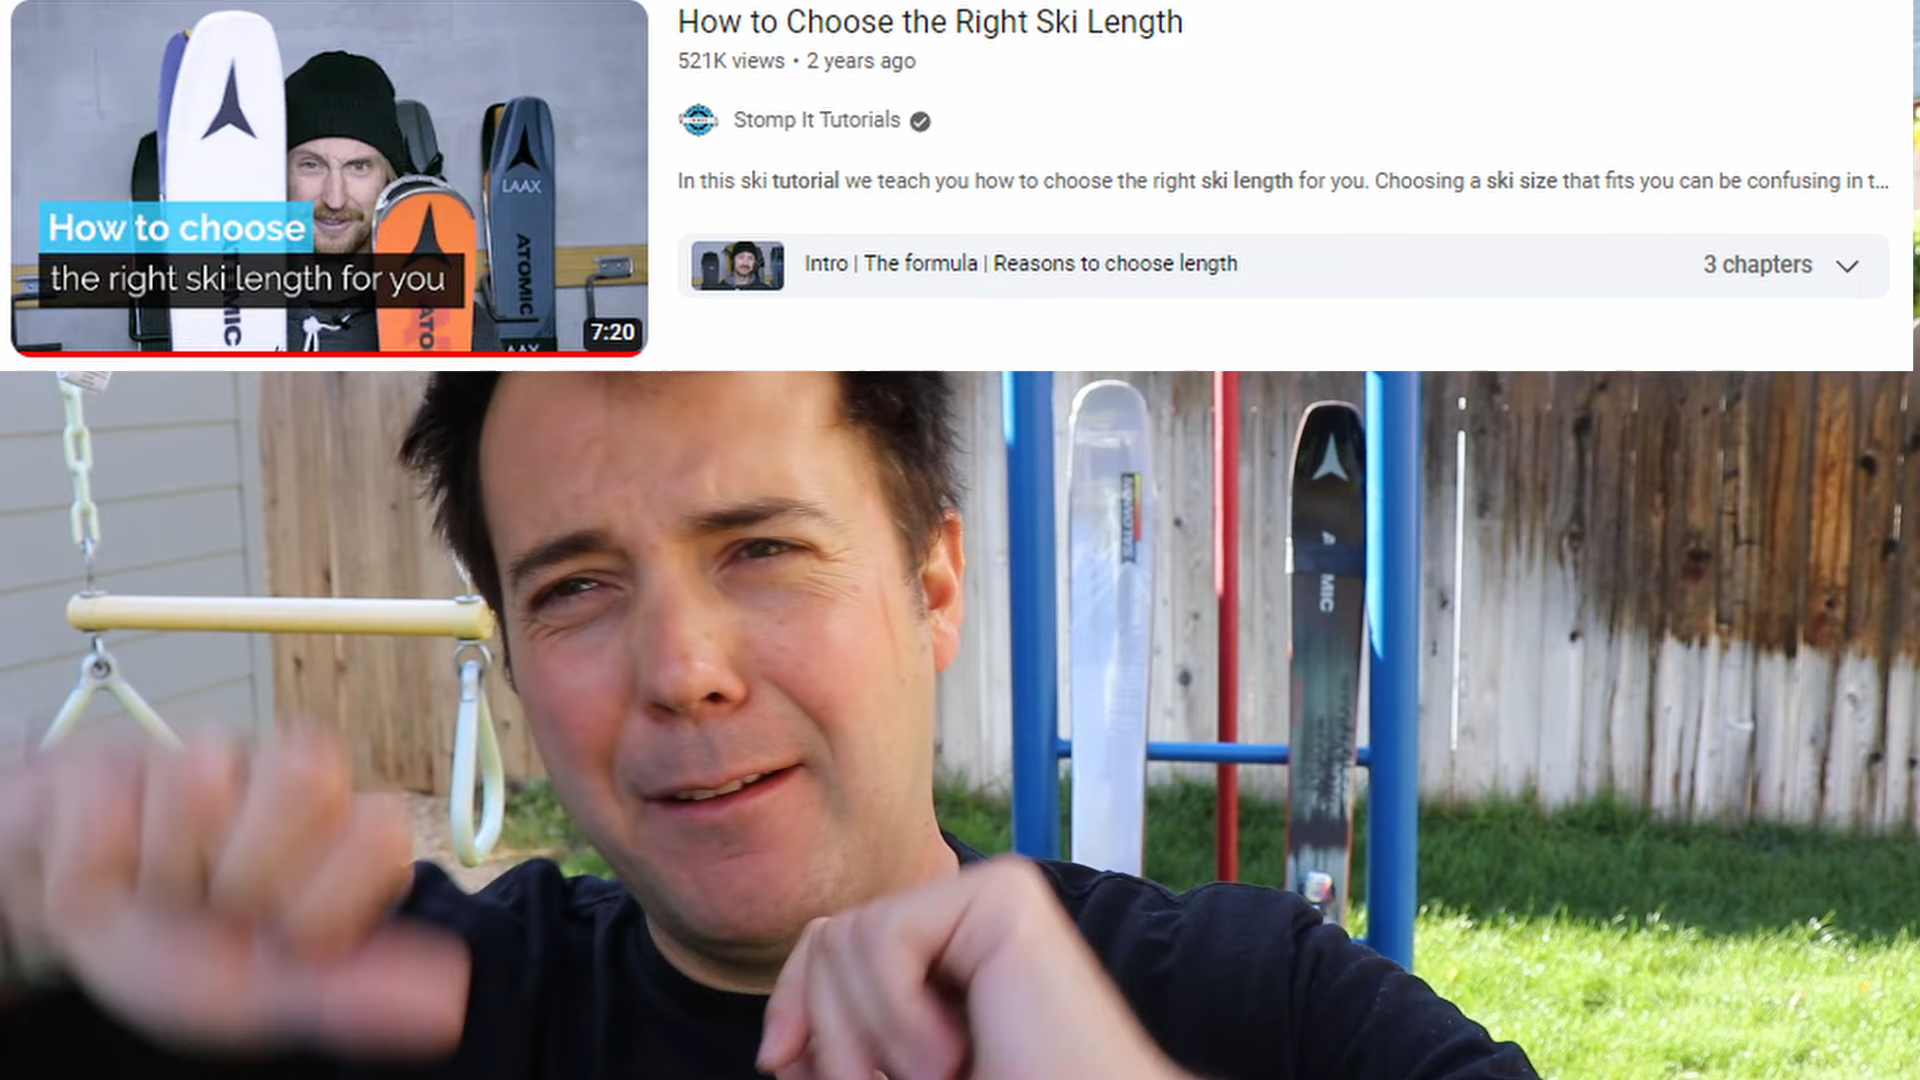 How to Choose the Right Ski Length
521K views • 2 years ago
Stomp It Tutorials
In this ski tutorial we teach you how to choose the right ski length for you. Choosing a ski size that fits you can be confusing in t...
Intro | The formula | Reasons to choose length
3 chapters
How to choose
the right ski length for you
7:20
LAAX
ATOMIC
ATO
MIC
A MIC